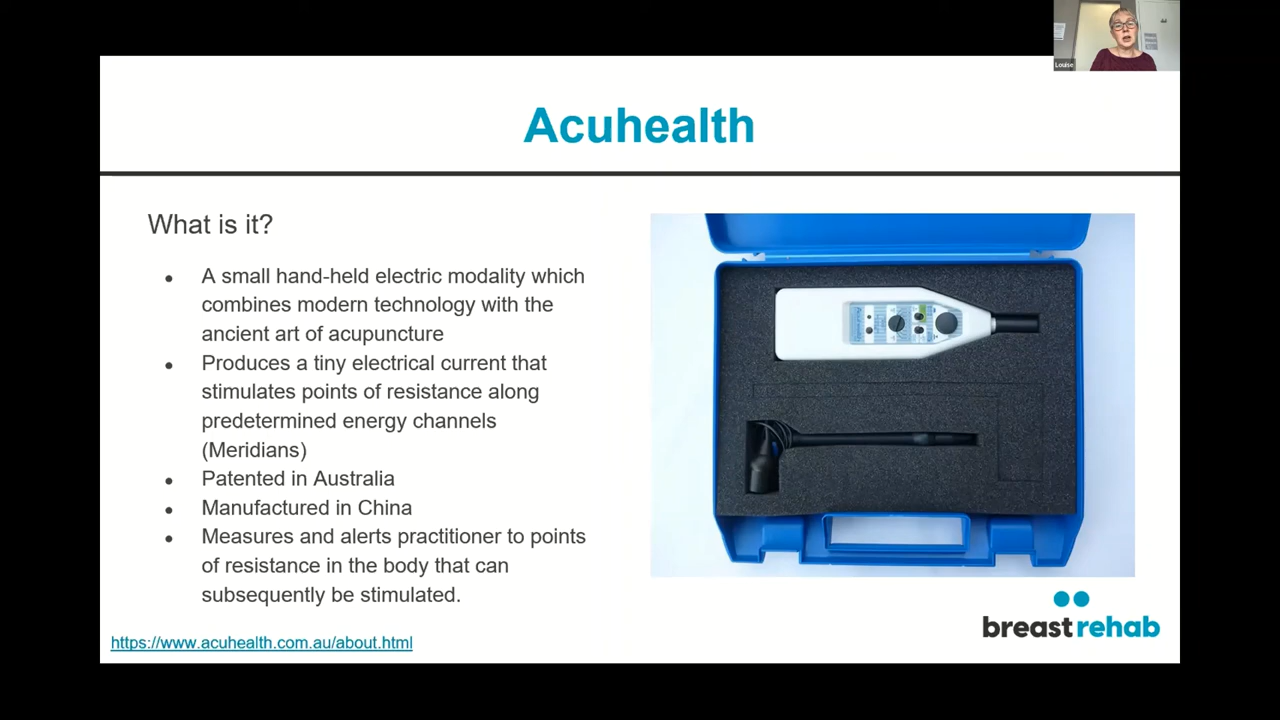 Louise
Acuhealth
What is it?
● A small hand-held electric modality which
combines modern technology with the
ancient art of acupuncture
● Produces a tiny electrical current that
stimulates points of resistance along
predetermined energy channels
(Meridians)
● Patented in Australia
● Manufactured in China
● Measures and alerts practitioner to points
of resistance in the body that can
subsequently be stimulated.
https://www.acuhealth.com.au/about.html
breast rehab